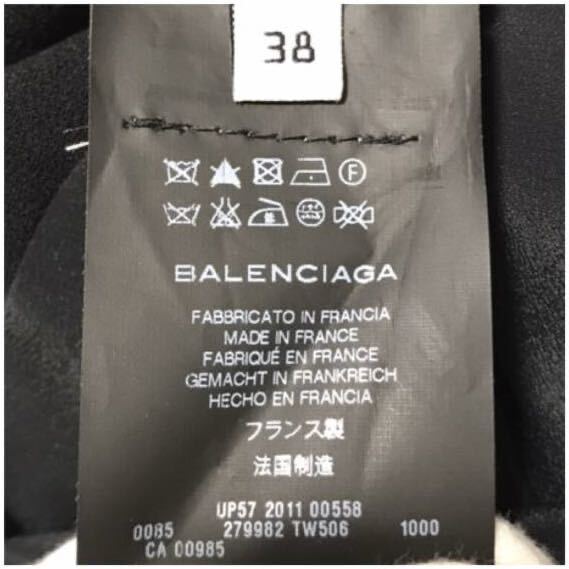 38
F
BALENCIAGA
FABBRICATO IN FRANCIA
MADE IN FRANCE
FABRIQUÉ EN FRANCE
GEMACHT IN FRANKREICH
HECHO EN FRANCIA
フランス製
法国制造
UP57 2011 00558
0085 279982 TW506 1000
CA 00985